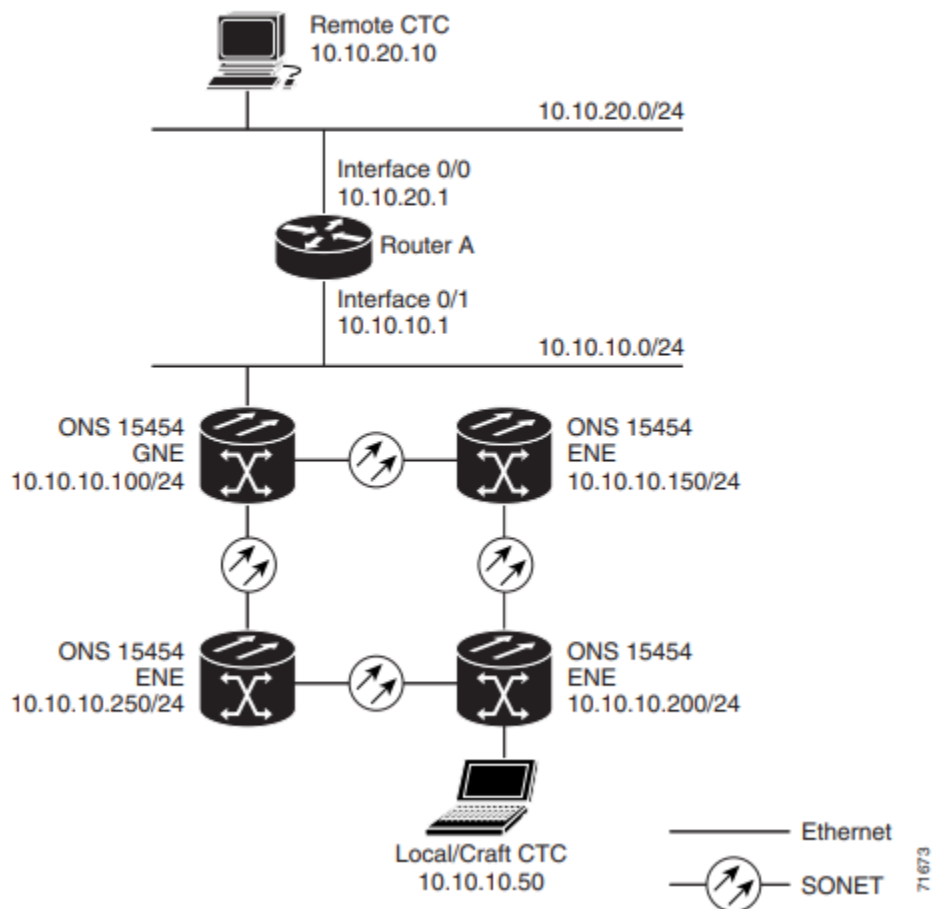 Remote CTC
10.10.20.10
10.10.20.0/24
Interface 0/0
10.10.20.1
Router A
Interface 0/1
10.10.10.1
10.10.10.0/24
ONS 15454
GNE
10.10.10.100/24
ONS 15454
ENE
10.10.10.150/24
ONS 15454
ENE
10.10.10.250/24
ONS 15454
ENE
10.10.10.200/24
Local/Craft CTC
10.10.10.50
Ethernet
SONET
71673